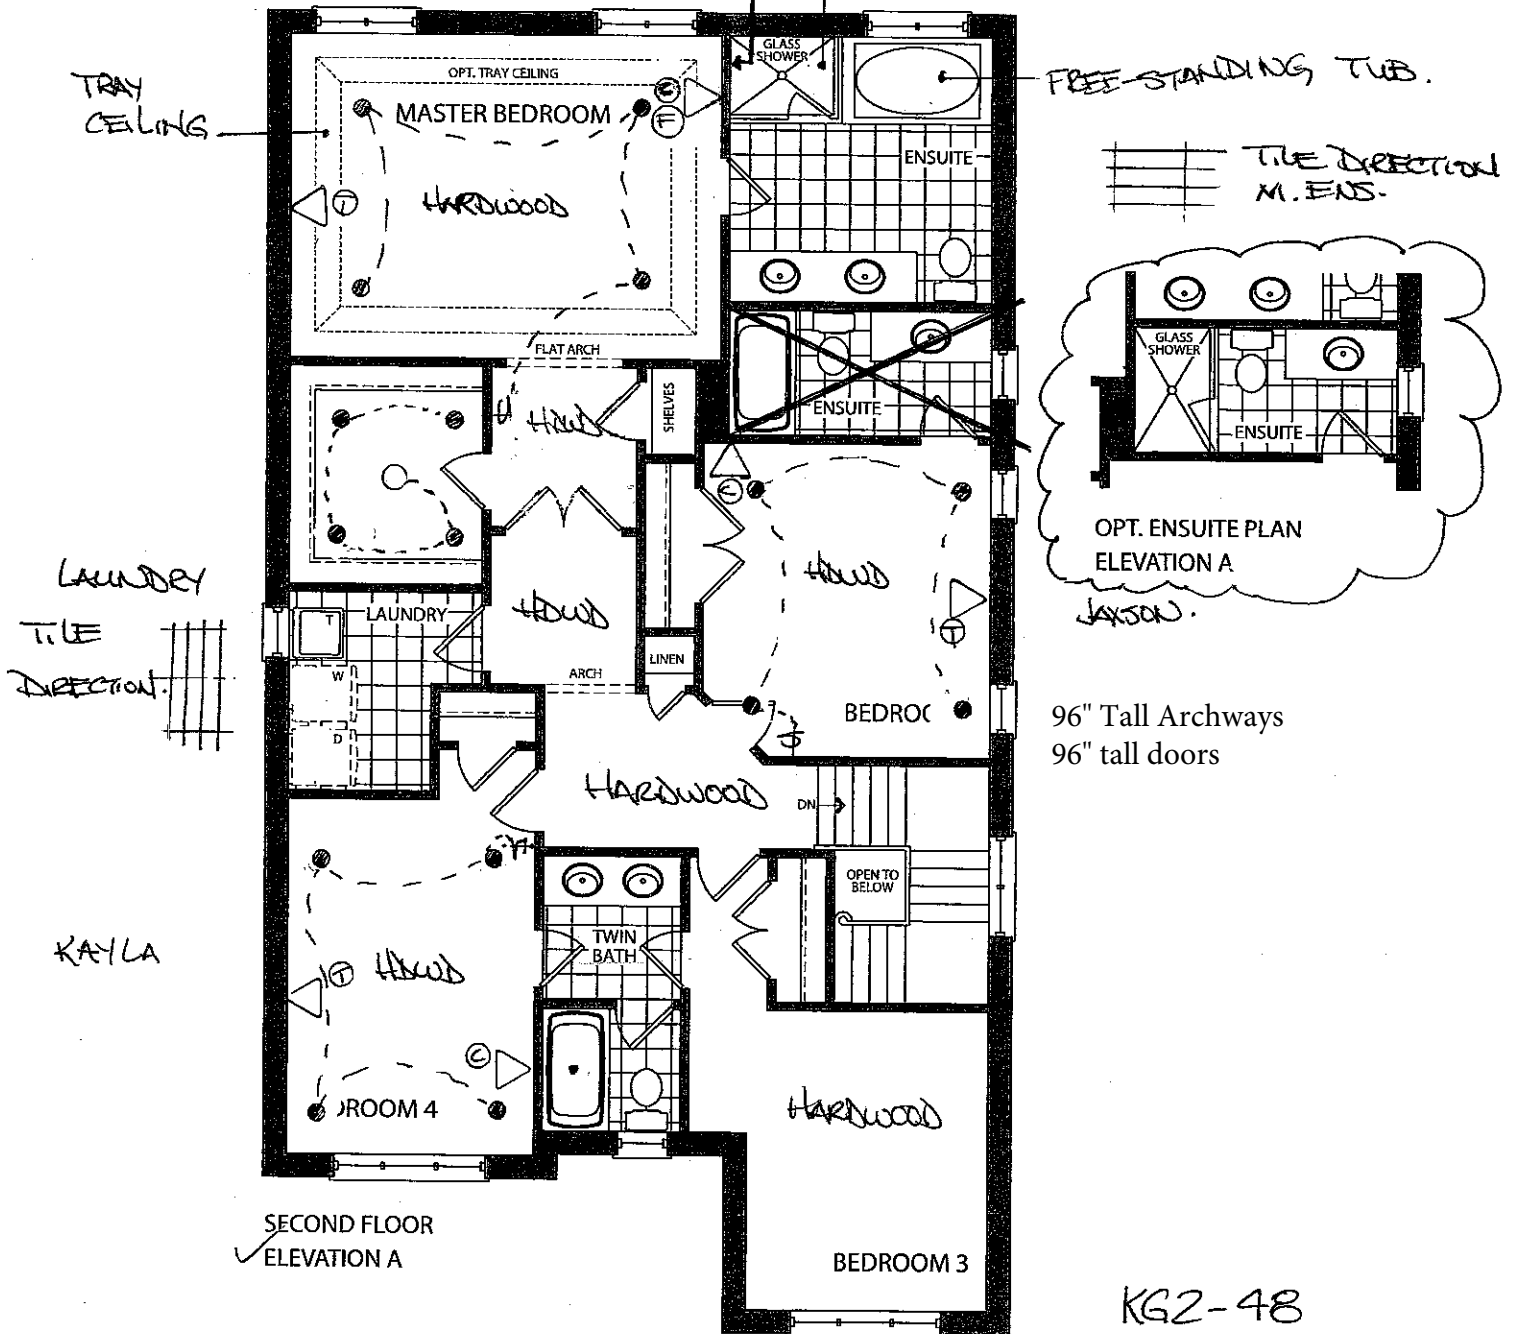 GLASS
SHOWER
OPT. TRAY CEILING
TRAY
CEILING
MASTER BEDROOM
C
F
FREE-STANDING TUB.
ENSUITE
TILE DIRECTION
M. ENS.
T
HARDWOOD
FLAT ARCH
SHELVES
HDWD
ENSUITE
GLASS
SHOWER
ENSUITE
C
OPT. ENSUITE PLAN
ELEVATION A
JAXSON.
HDWD
T
LAUNDRY
TILE
DIRECTION.
LAUNDRY
T
W
D
HDWD
LINEN
ARCH
BEDROO
96" Tall Archways
96" tall doors
HARDWOOD
DN
OPEN TO
BELOW
TWIN
BATH
KAYLA
T
HDWD
C
ROOM 4
HARDWOOD
SECOND FLOOR
ELEVATION A
BEDROOM 3
KG2-48